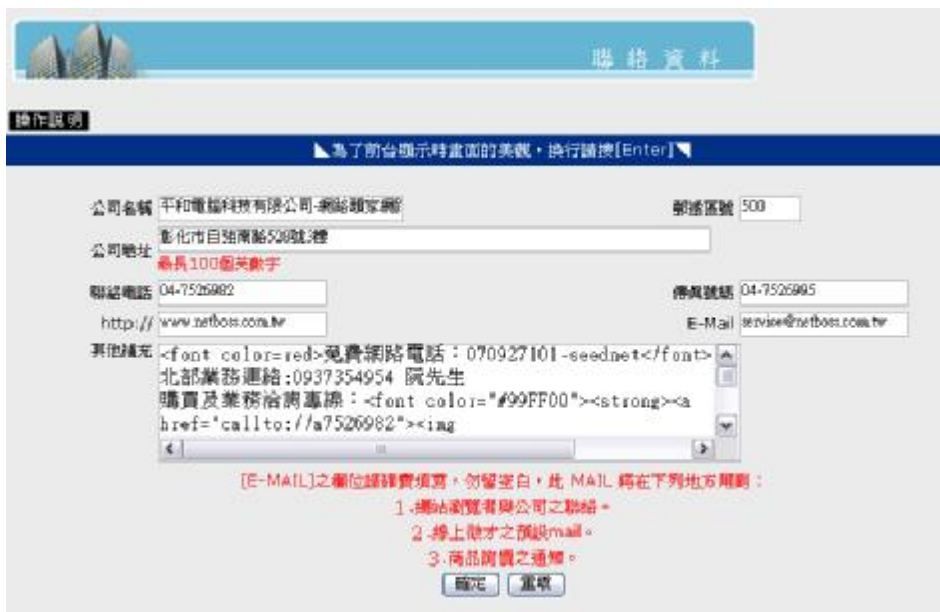 聯絡資料
操作說明
◣為了前台顯示時畫面的美觀，換行請按[Enter]◥
公司名稱 平和電腦科技有限公司-網路頭家網 郵遞區號 500
公司地址 彰化市自強南路520號3樓
最長100個英數字
聯絡電話 04-7526982 傳真號碼 04-7526995
http:// www.netboss.com.tw E-Mail service@netboss.com.tw
其他補充 <font color=red>免費網路電話：070927101-seednet</font>
北部業務連絡:0937354954 阮先生
購買及業務洽詢專線：<font color="#99FF00"><strong><a
href="callto://a7526982"><img
[E-MAIL]之欄位請確實填寫，勿留空白，此 MAIL 將在下列地方用到：
1.網站瀏覽者與公司之聯絡。
2.線上徵才之預設mail。
3.商品詢價之通知。
確定 重填